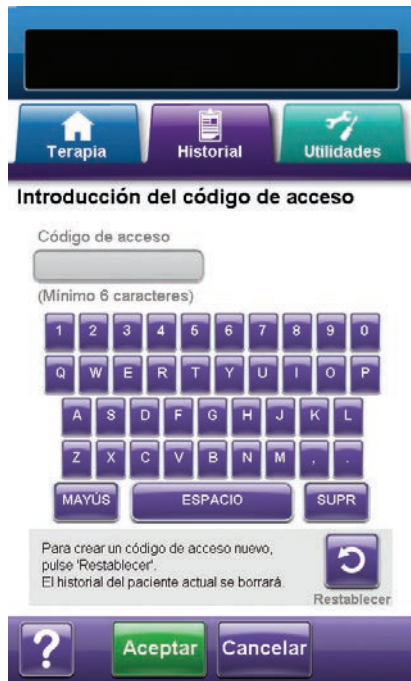 Terapia Historial Utilidades
Introducción del código de acceso
Código de acceso
(Mínimo 6 caracteres)
1 2 3 4 5 6 7 8 9 0
Q W E R T Y U I O P
A S D F G H J K L
Z X C V B N M , .
MAYÚS ESPACIO SUPR
Para crear un código de acceso nuevo,
pulse 'Restablecer'.
El historial del paciente actual se borrará.
Restablecer
? Aceptar Cancelar